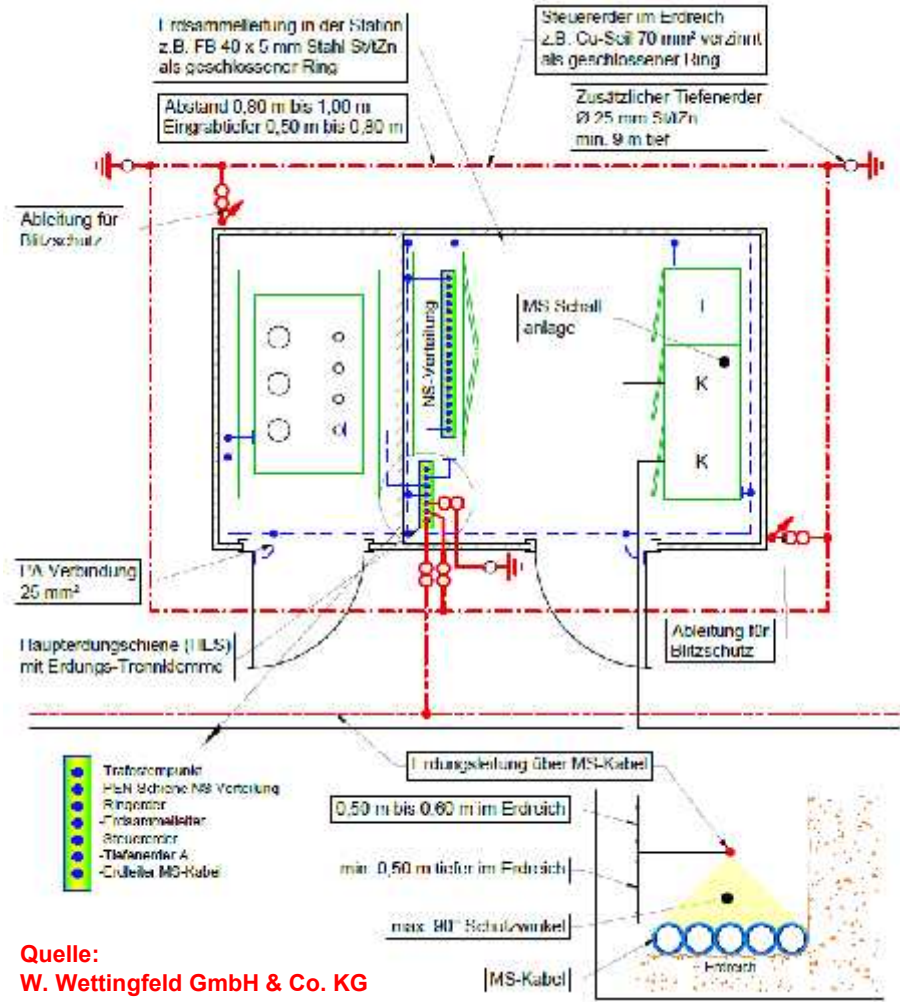 Erdsammelleitung in der Station
z.B. FB 40 x 5 mm Stahl St/tZn
als geschlossener Ring
Steuererder im Erdreich
z.B. Cu-Seil 70 mm² verzinnt
als geschlossener Ring
Abstand 0,80 m bis 1,00 m
Eingrabtiefer 0,50 m bis 0,80 m
Zusätzlicher Tiefenerder
Ø 25 mm St/tZn
min. 9 m tief
Ableitung für
Blitzschutz
NS-Verteilung
MS Schalt
anlage
T
K
K
PA Verbindung
25 mm²
Haupterdungschiene (HES)
mit Erdungs-Trennklemme
Ableitung für
Blitzschutz
Trafosternpunkt
PEN Schiene NS Verteilung
Ringerder
Erdsammelleiter
Steuererder
Tiefenerder A
Erdleiter MS-Kabel
Erdungsleitung über MS-Kabel
0,50 m bis 0,60 m im Erdreich
min. 0,50 m tiefer im Erdreich
max. 90° Schutzwinkel
MS-Kabel
Erdreich
Quelle:
W. Wettingfeld GmbH & Co. KG